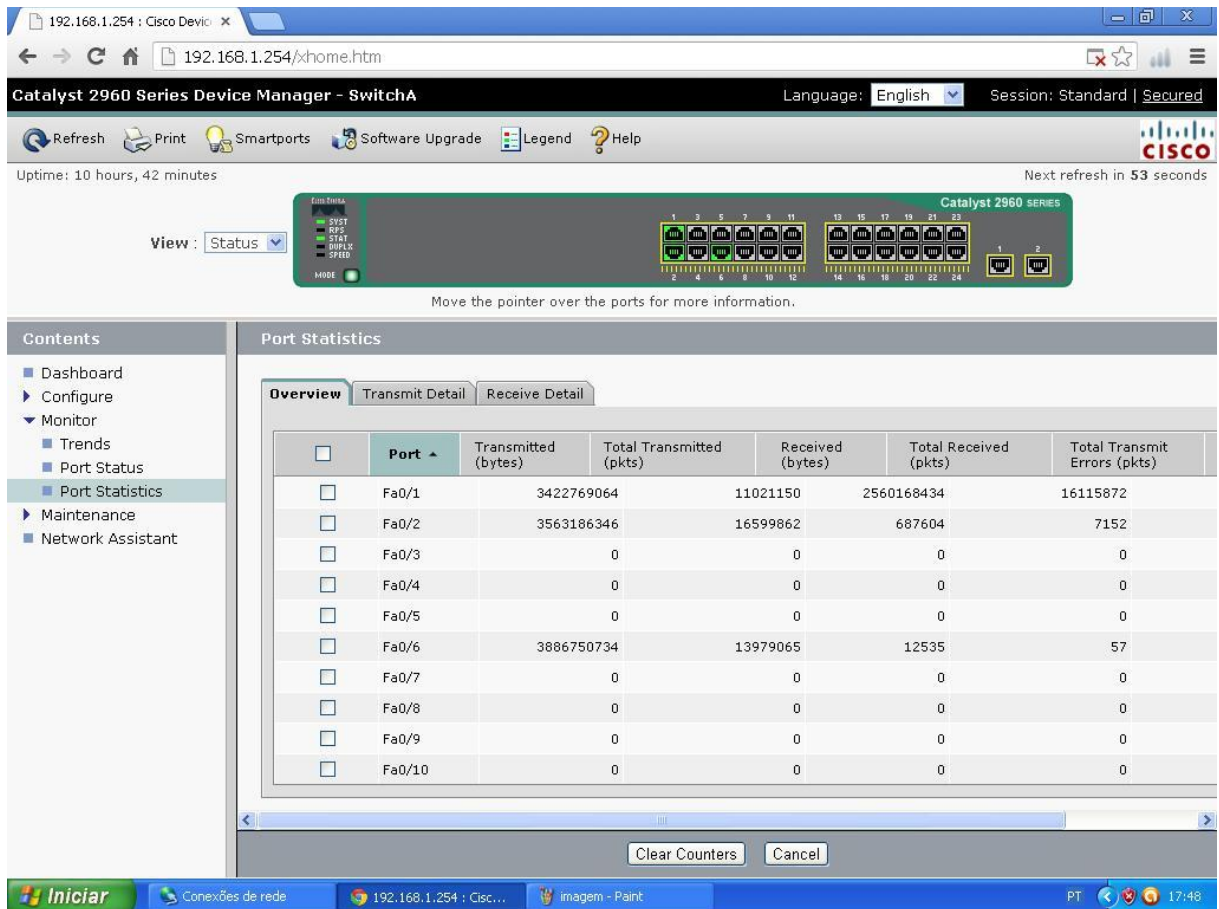 192.168.1.254 : Cisco Devic
192.168.1.254/xhome.htm
Catalyst 2960 Series Device Manager - SwitchA Language: English Session: Standard | Secured
Refresh Print Smartports Software Upgrade Legend Help CISCO
Uptime: 10 hours, 42 minutes Next refresh in 53 seconds
Catalyst 2960 SERIES
View : Status
SYST
RPS
STAT
DUPLX
SPEED
MODE
1 3 5 7 9 11 13 15 17 19 21 23
1 2
2 4 6 8 10 12 14 16 18 20 22 24
Move the pointer over the ports for more information.
Contents
Dashboard
Configure
Monitor
Trends
Port Status
Port Statistics
Maintenance
Network Assistant
Port Statistics
Overview Transmit Detail Receive Detail
Port Transmitted (bytes) Total Transmitted (pkts) Received (bytes) Total Received (pkts) Total Transmit Errors (pkts)
Fa0/1 3422769064 11021150 2560168434 16115872
Fa0/2 3563186346 16599862 687604 7152
Fa0/3 0 0 0 0
Fa0/4 0 0 0 0
Fa0/5 0 0 0 0
Fa0/6 3886750734 13979065 12535 57
Fa0/7 0 0 0 0
Fa0/8 0 0 0 0
Fa0/9 0 0 0 0
Fa0/10 0 0 0 0
Clear Counters Cancel
Iniciar Conexões de rede 192.168.1.254 : Cisc... imagem - Paint PT 17:48